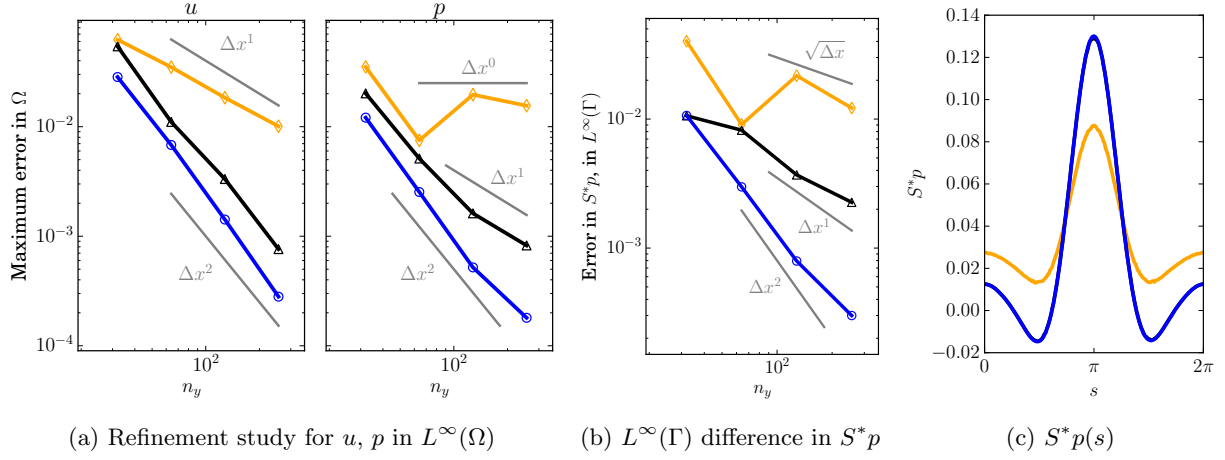 u
p
Maximum error in Ω
10^{-2}
10^{-3}
10^{-4}
Δx^1
Δx^2
10^2
n_y
Δx^0
Δx^1
Δx^2
10^2
n_y
(a) Refinement study for u, p in L^∞(Ω)
Error in S^*p, in L^∞(Γ)
10^{-2}
10^{-3}
√Δx
Δx^1
Δx^2
10^2
n_y
(b) L^∞(Γ) difference in S^*p
S^*p
0.14
0.12
0.10
0.08
0.06
0.04
0.02
0.00
−0.02
0
π
2π
s
(c) S^*p(s)